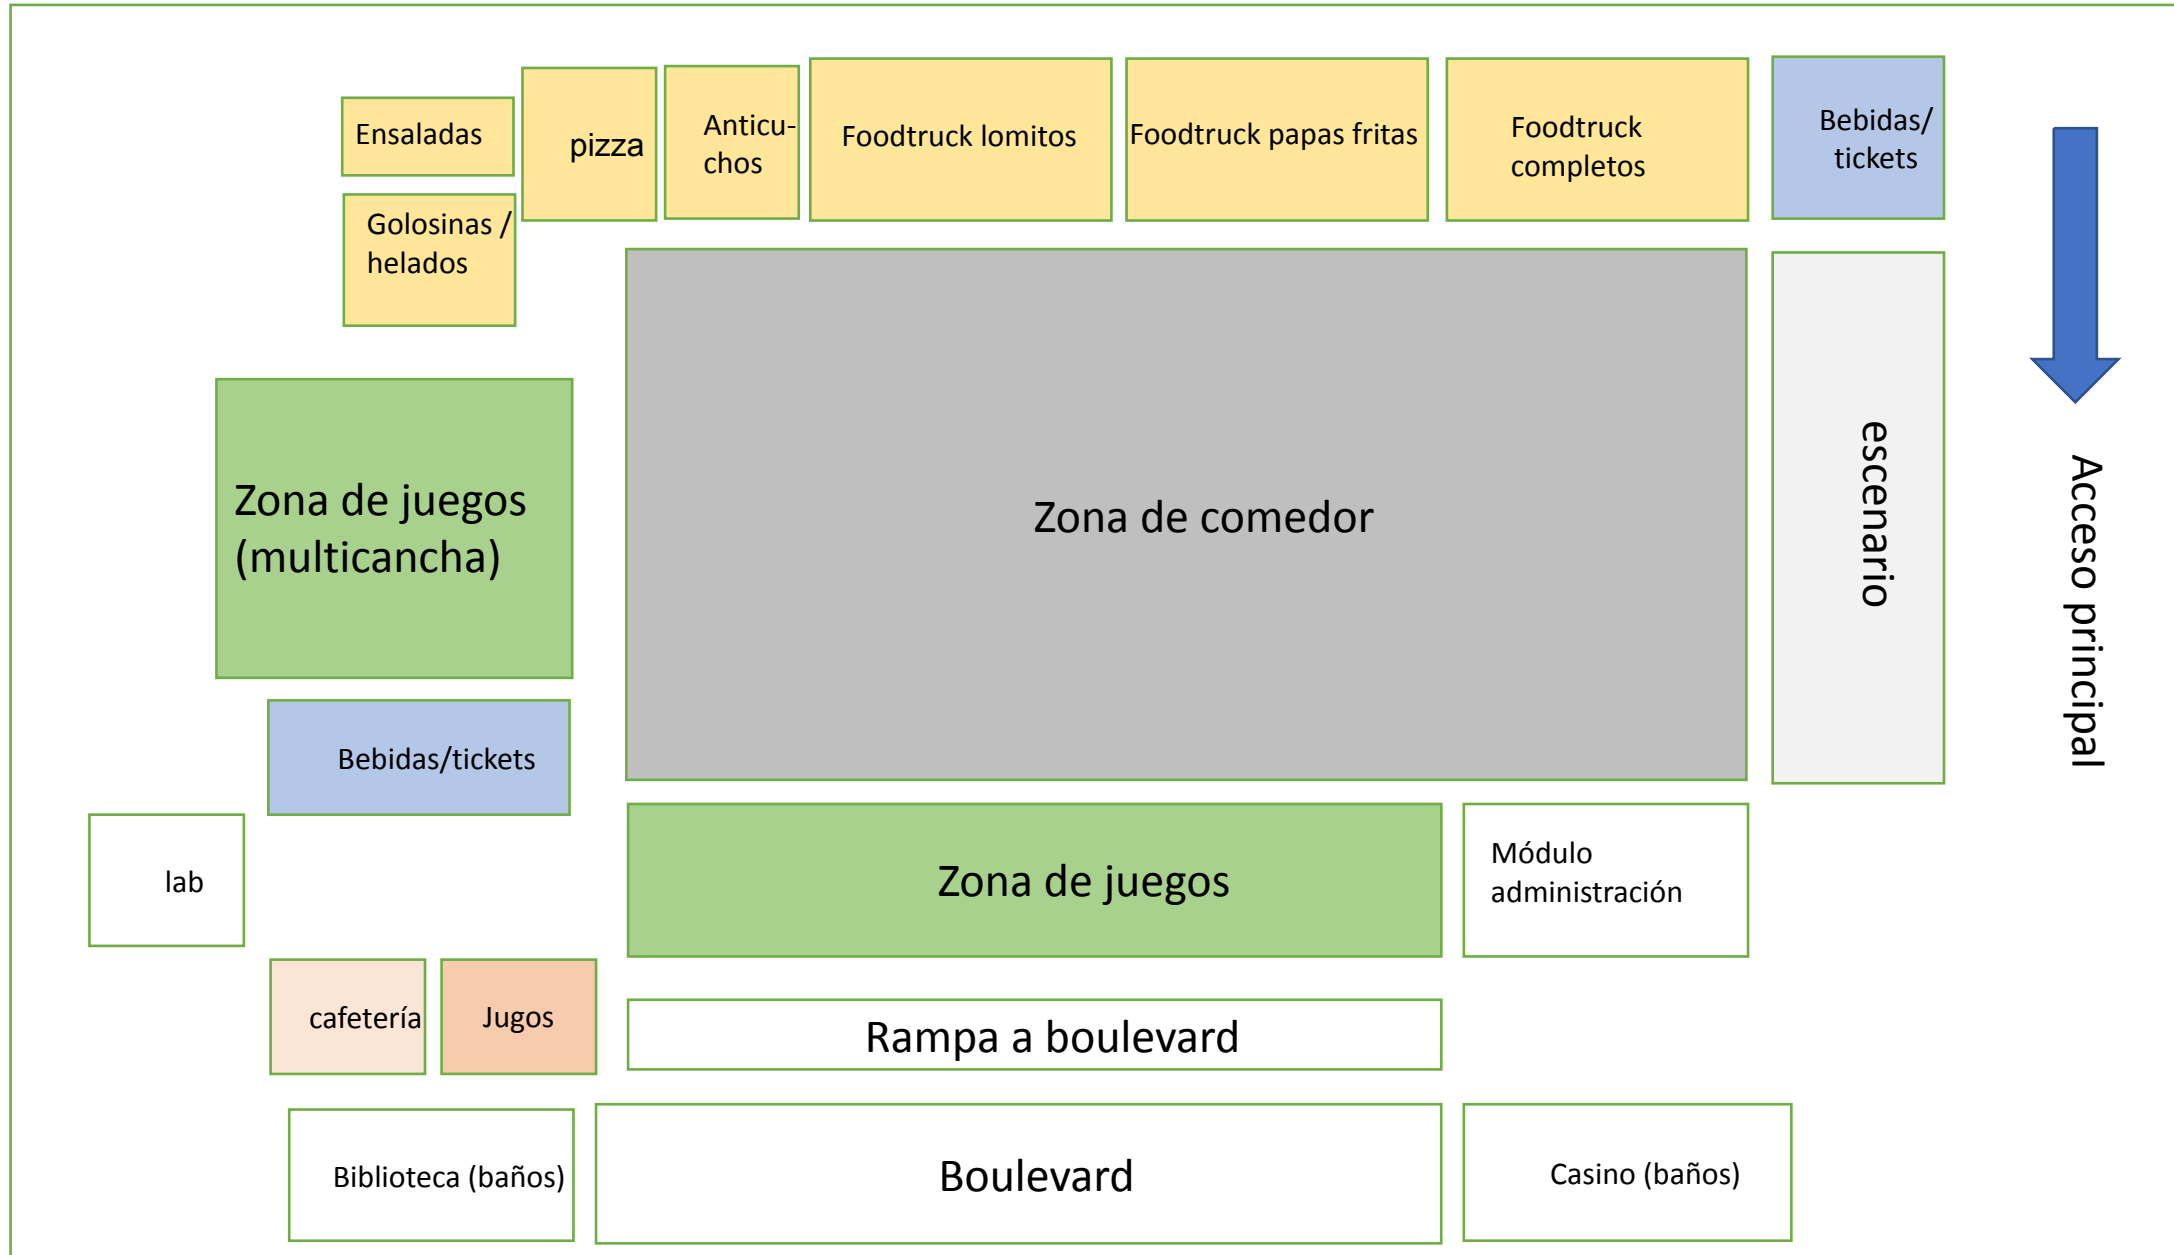 Ensaladas
pizza
Anticu-
chos
Foodtruck lomitos
Foodtruck papas fritas
Foodtruck
completos
Bebidas/
tickets
Golosinas /
helados
Zona de juegos
(multicancha)
Zona de comedor
escenario
Acceso principal
Bebidas/tickets
lab
Zona de juegos
Módulo
administración
cafetería
Jugos
Rampa a boulevard
Biblioteca (baños)
Boulevard
Casino (baños)